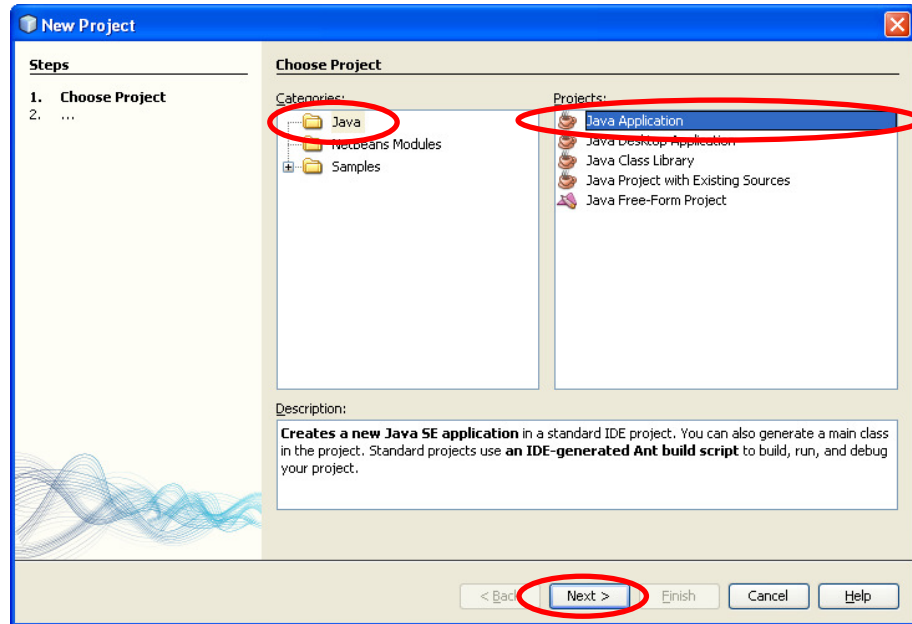 New Project
Steps
1. Choose Project
2. ...
Choose Project
Categories:
Java
Netbeans Modules
Samples
Projects:
Java Application
Java Desktop Application
Java Class Library
Java Project with Existing Sources
Java Free-Form Project
Description:
Creates a new Java SE application in a standard IDE project. You can also generate a main class
in the project. Standard projects use an IDE-generated Ant build script to build, run, and debug
your project.
< Back
Next >
Finish
Cancel
Help